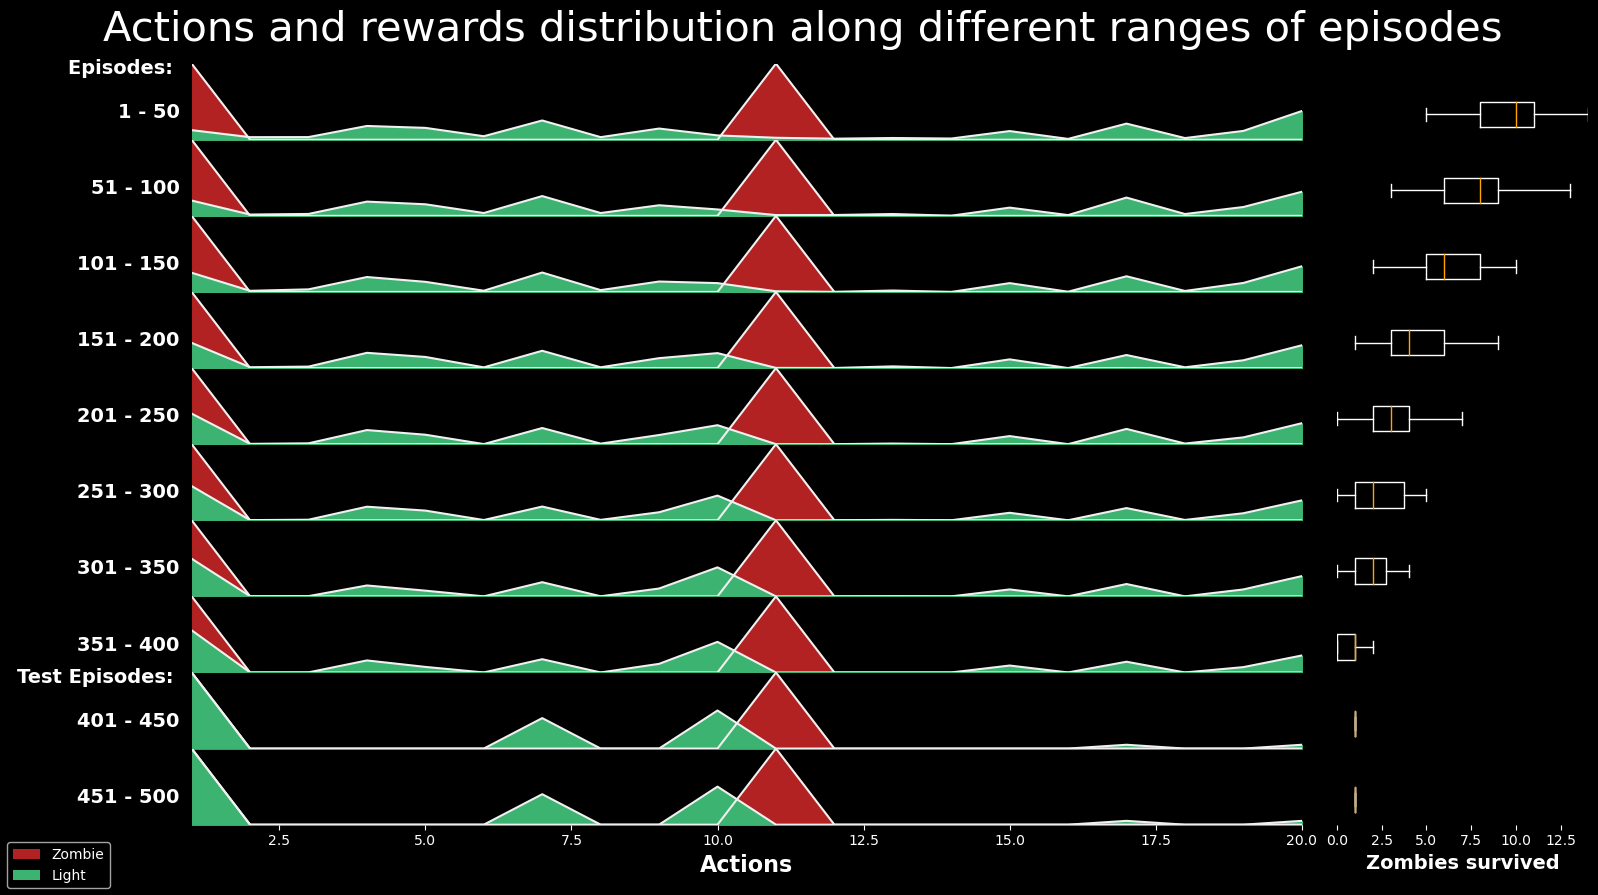 Actions and rewards distribution along different ranges of episodes
Episodes:
1 - 50
51 - 100
101 - 150
151 - 200
201 - 250
251 - 300
301 - 350
351 - 400
Test Episodes:
401 - 450
451 - 500
2.5 5.0 7.5 10.0 12.5 15.0 17.5 20.0 0.0 2.5 5.0 7.5 10.0 12.5
Actions Zombies survived
Zombie
Light